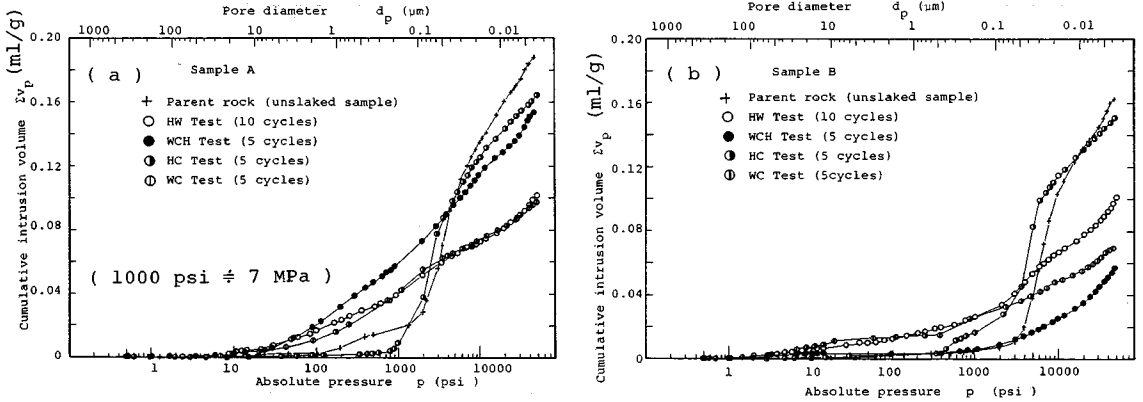 Pore diameter d_p (μm)
1000 100 10 1 0.1 0.01
Cumulative intrusion volume Σv_p (ml/g)
0.20
0.16
0.12
0.08
0.04
0
( a )
Sample A
+ Parent rock (unslaked sample)
HW Test (10 cycles)
WCH Test (5 cycles)
HC Test (5 cycles)
WC Test (5 cycles)
( 1000 psi ≑ 7 MPa )
1 10 100 1000 10000
Absolute pressure p (psi )
Pore diameter d_p (μm)
1000 100 10 1 0.1 0.01
Cumulative intrusion volume Σv_p (ml/g)
0.20
0.16
0.12
0.08
0.04
0
( b )
Sample B
+ Parent rock (unslaked sample)
HW Test (10 cycles)
WCH Test (5 cycles)
HC Test (5 cycles)
WC Test (5cycles)
1 10 100 1000 10000
Absolute pressure p (psi )